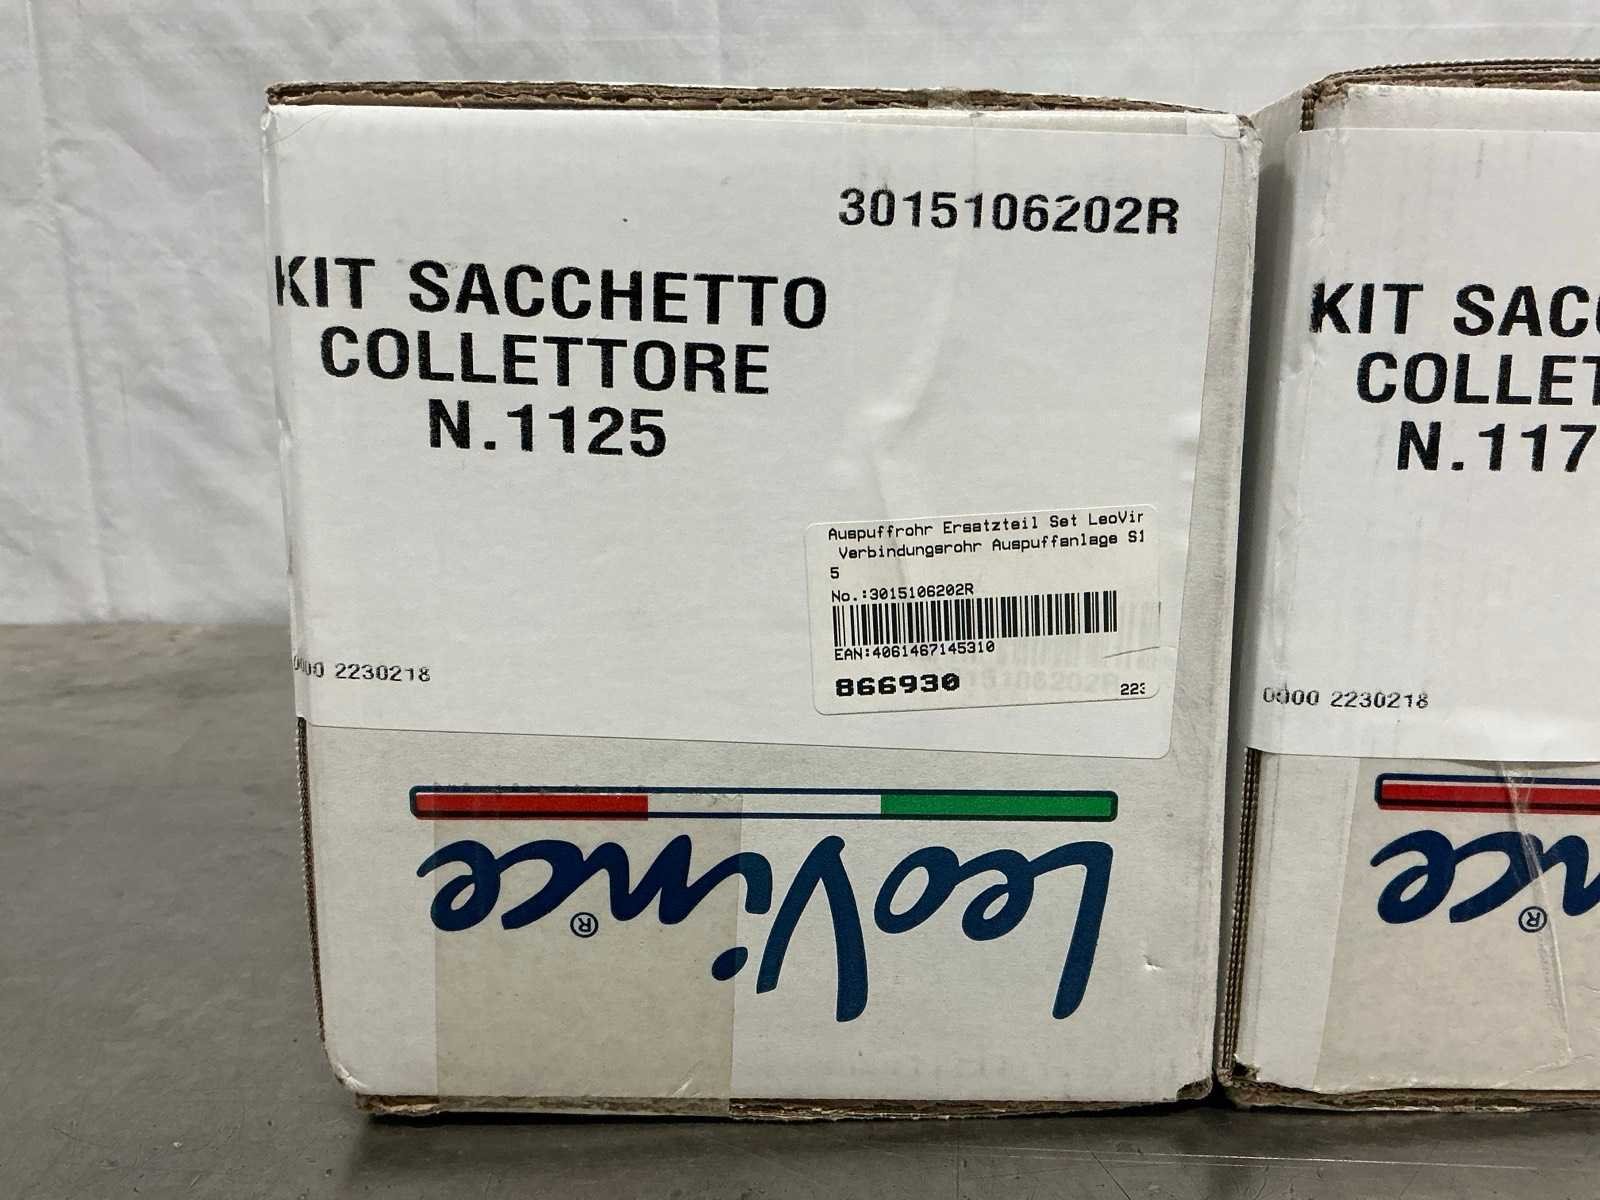 3015106202R
KIT SACCHETTO
COLLETTORE
N.1125
Auspuffrohr Ersatzteil Set LeoVir
Verbindungsrohr Auspuffanlage S1
5
No.:3015106202R
EAN:4061467145310
866930
223
0000 2230218
LeoVince®
KIT SACC
COLLET
N.117
0000 2230218
nce®